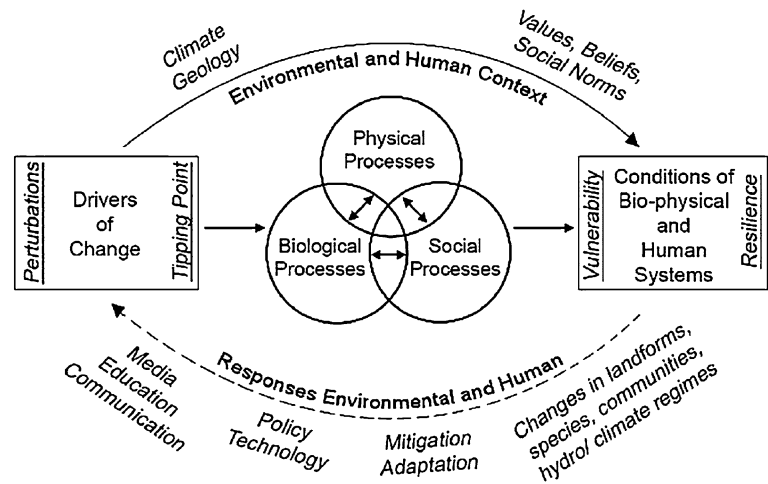 Climate
Geology
Values, Beliefs,
Social Norms
Environmental and Human Context
Perturbations
Drivers
of
Change
Tipping Point
Physical
Processes
Biological
Processes
Social
Processes
Vulnerability
Conditions of
Bio-physical
and
Human
Systems
Resilience
Responses Environmental and Human
Media
Education
Communication
Policy
Technology
Mitigation
Adaptation
Changes in landforms,
species, communities,
hydro/ climate regimes